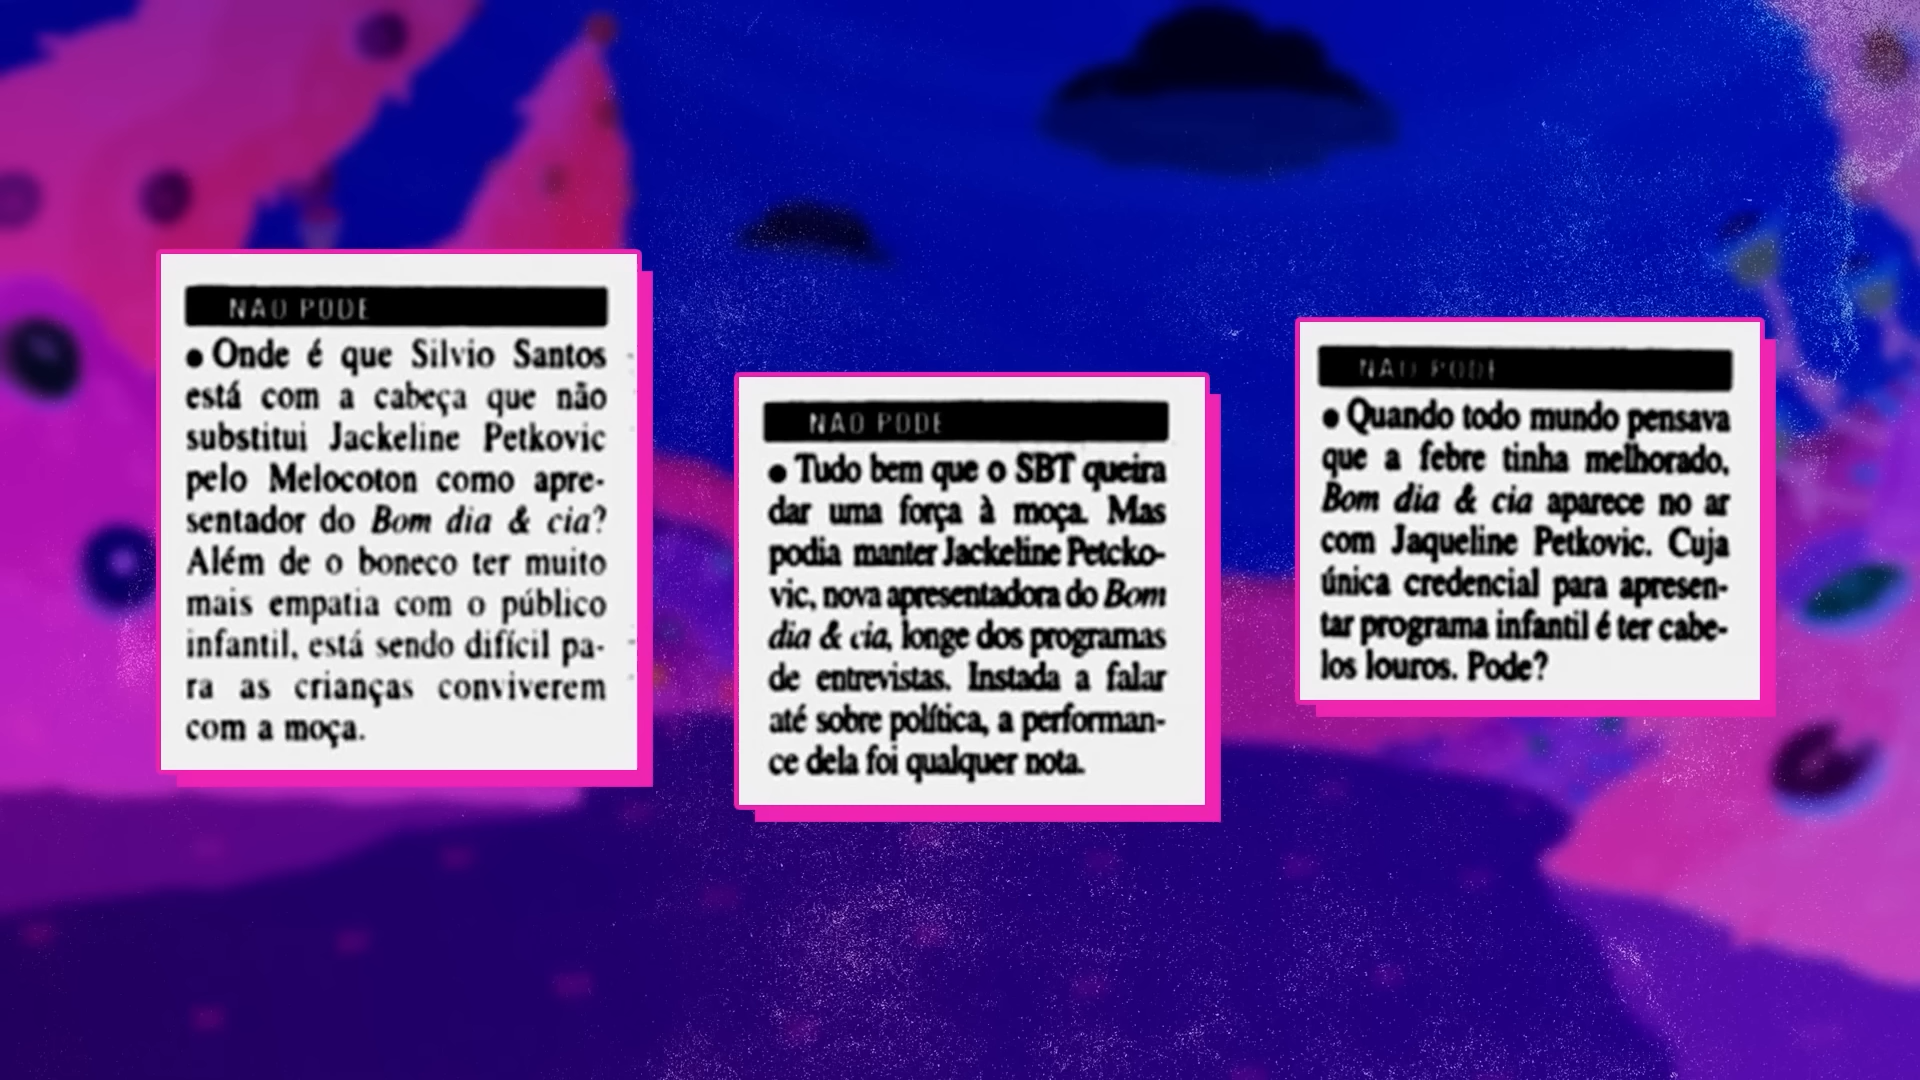 NAO PODE
● Onde é que Silvio Santos
está com a cabeça que não
substitui Jackeline Petkovic
pelo Melocoton como apre-
sentador do Bom dia & cia?
Além de o boneco ter muito
mais empatia com o público
infantil, está sendo difícil pa-
ra as crianças conviverem
com a moça.
NAO PODE
● Tudo bem que o SBT queira
dar uma força à moça. Mas
podia manter Jackeline Petcko-
vic, nova apresentadora do Bom
dia & cia, longe dos programas
de entrevistas. Instada a falar
até sobre política, a performan-
ce dela foi qualquer nota.
NAO PODE
● Quando todo mundo pensava
que a febre tinha melhorado,
Bom dia & cia aparece no ar
com Jaqueline Petkovic. Cuja
única credencial para apresen-
tar programa infantil é ter cabe-
los louros. Pode?